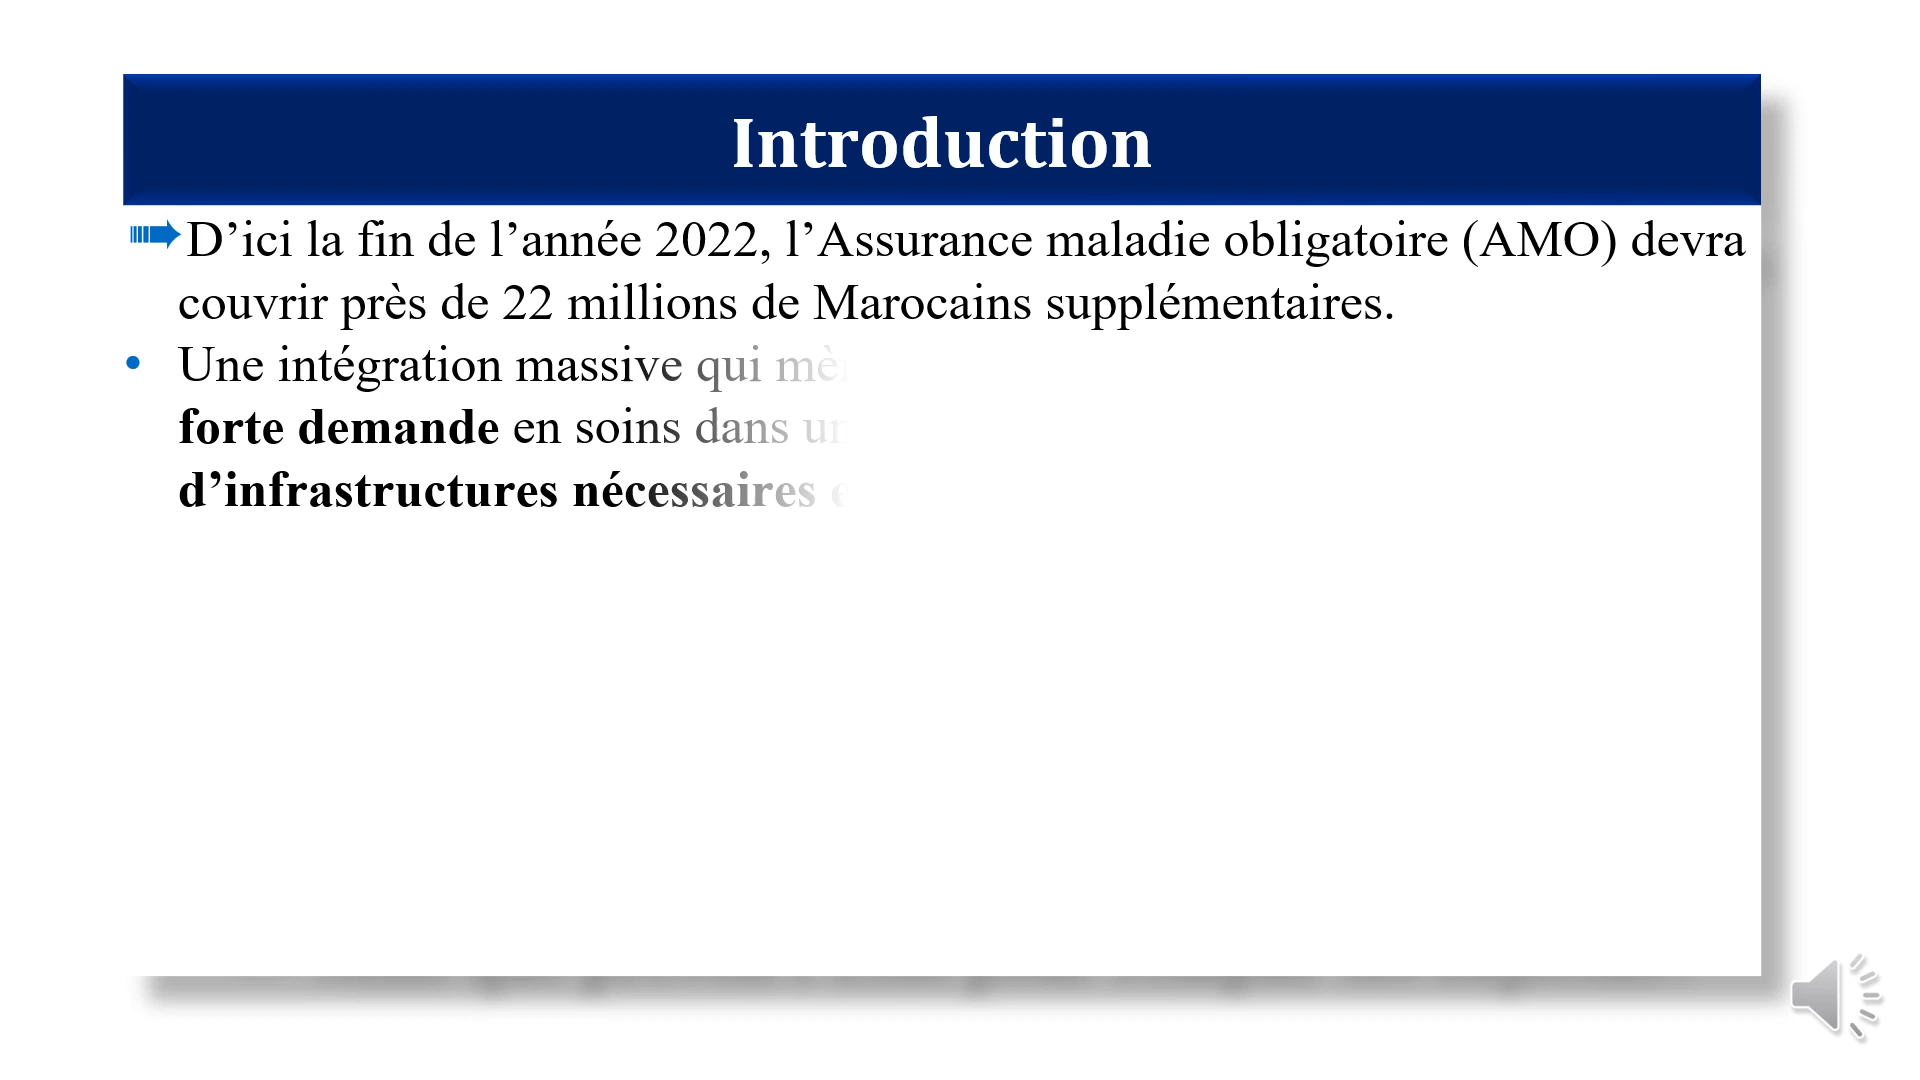 Introduction
D’ici la fin de l’année 2022, l’Assurance maladie obligatoire (AMO) devra
couvrir près de 22 millions de Marocains supplémentaires.
• Une intégration massive qui
forte demande en soins dans
d’infrastructures nécessaires